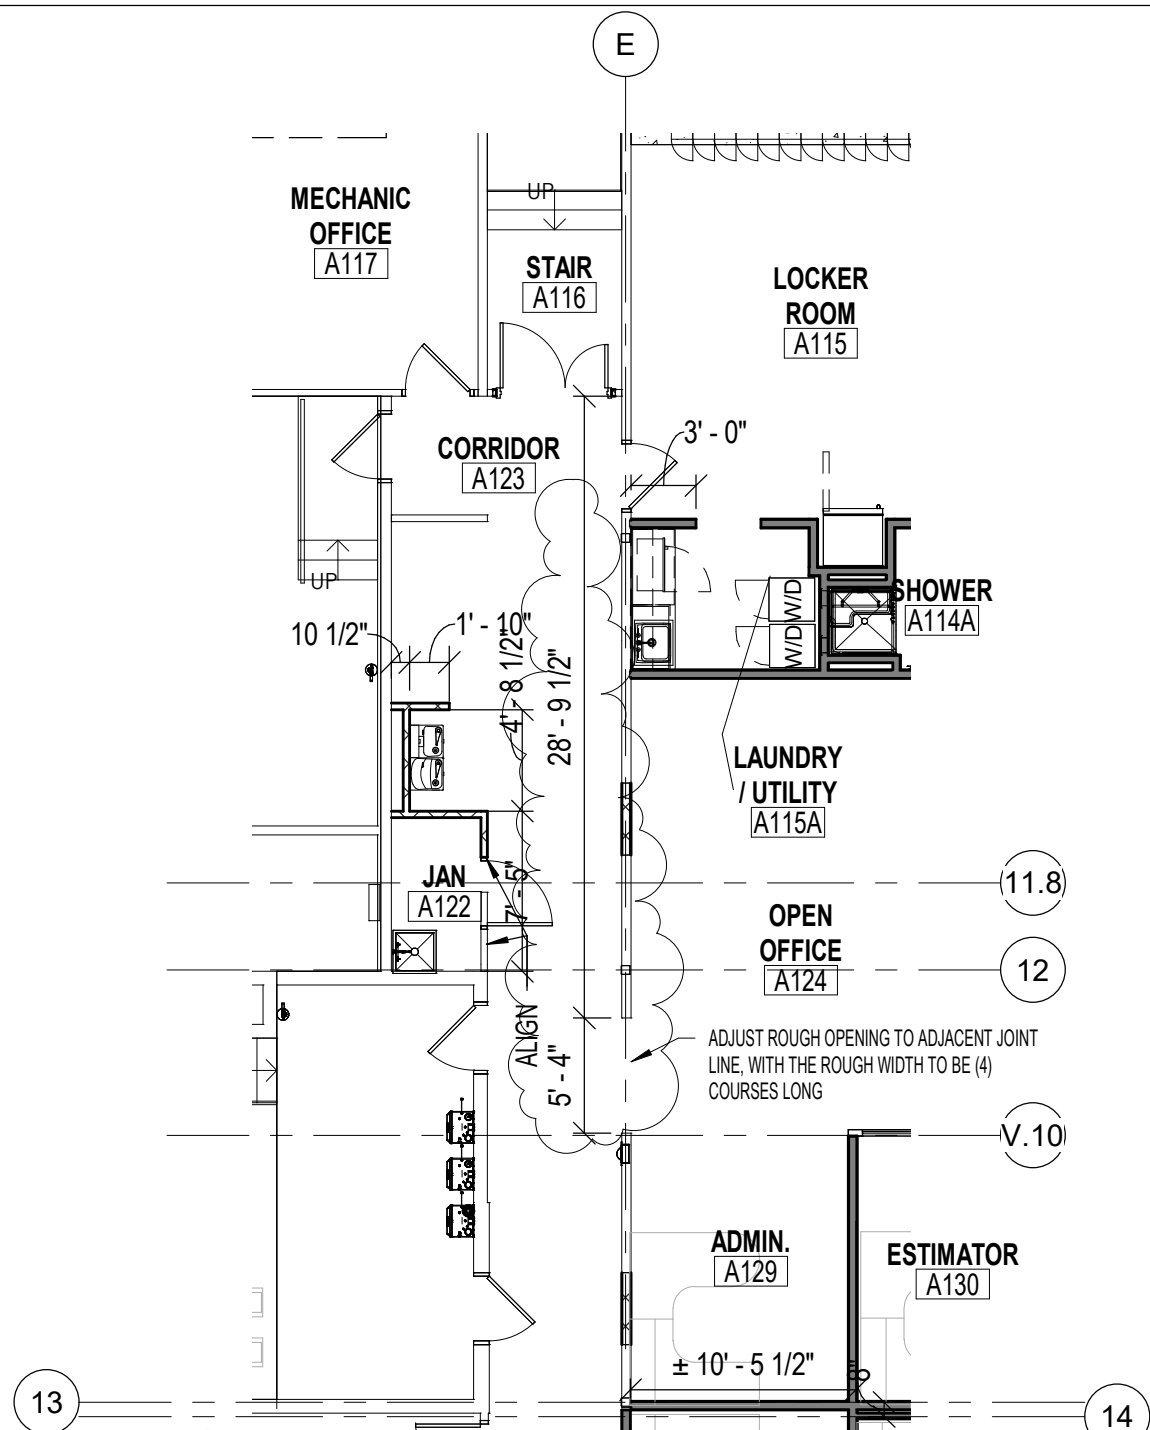 E
UP
MECHANIC
OFFICE
A117
STAIR
A116
LOCKER
ROOM
A115
3' - 0"
CORRIDOR
A123
UP
W/D
W/D
SHOWER
A114A
10 1/2"
1' - 10"
4' - 8 1/2"
28' - 9 1/2"
LAUNDRY
/ UTILITY
A115A
JAN
A122
7' - 5"
11.8
OPEN
OFFICE
A124
12
ALIGN
5' - 4"
ADJUST ROUGH OPENING TO ADJACENT JOINT
LINE, WITH THE ROUGH WIDTH TO BE (4)
COURSES LONG
V.10
ADMIN.
A129
ESTIMATOR
A130
± 10' - 5 1/2"
8"
13
14